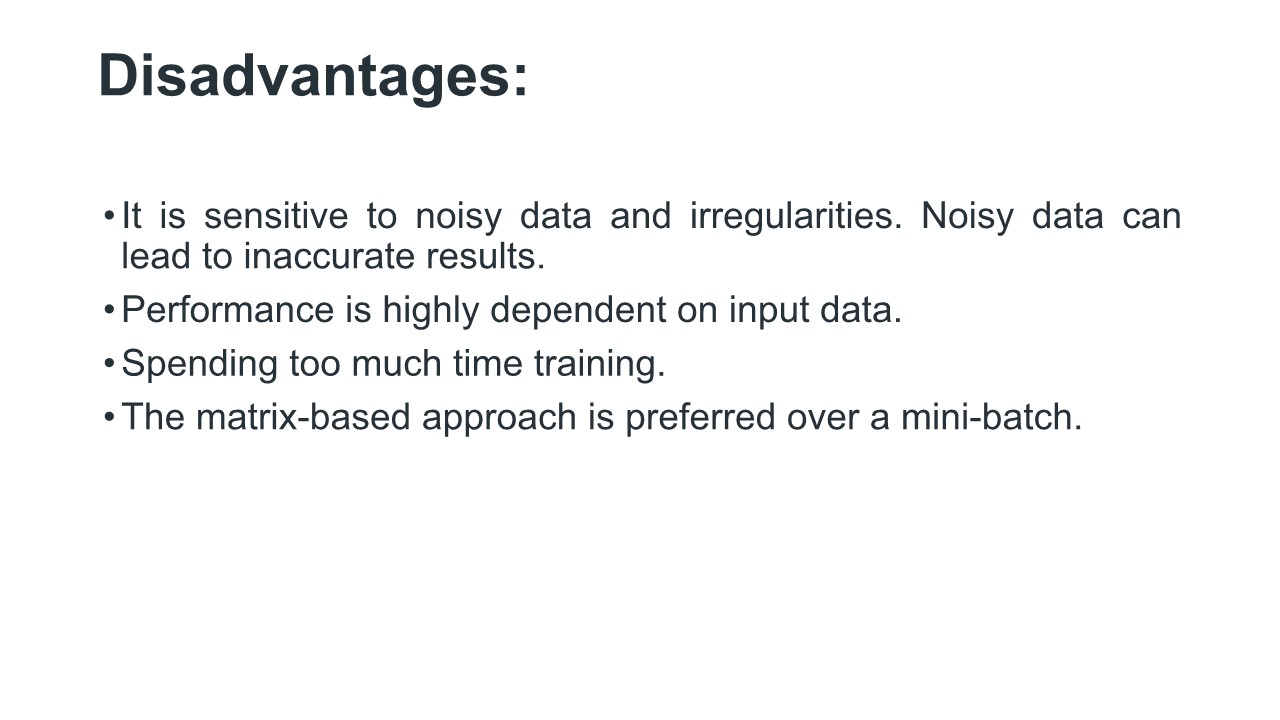 Disadvantages:
•It is sensitive to noisy data and irregularities. Noisy data can
lead to inaccurate results.
•Performance is highly dependent on input data.
•Spending too much time training.
•The matrix-based approach is preferred over a mini-batch.